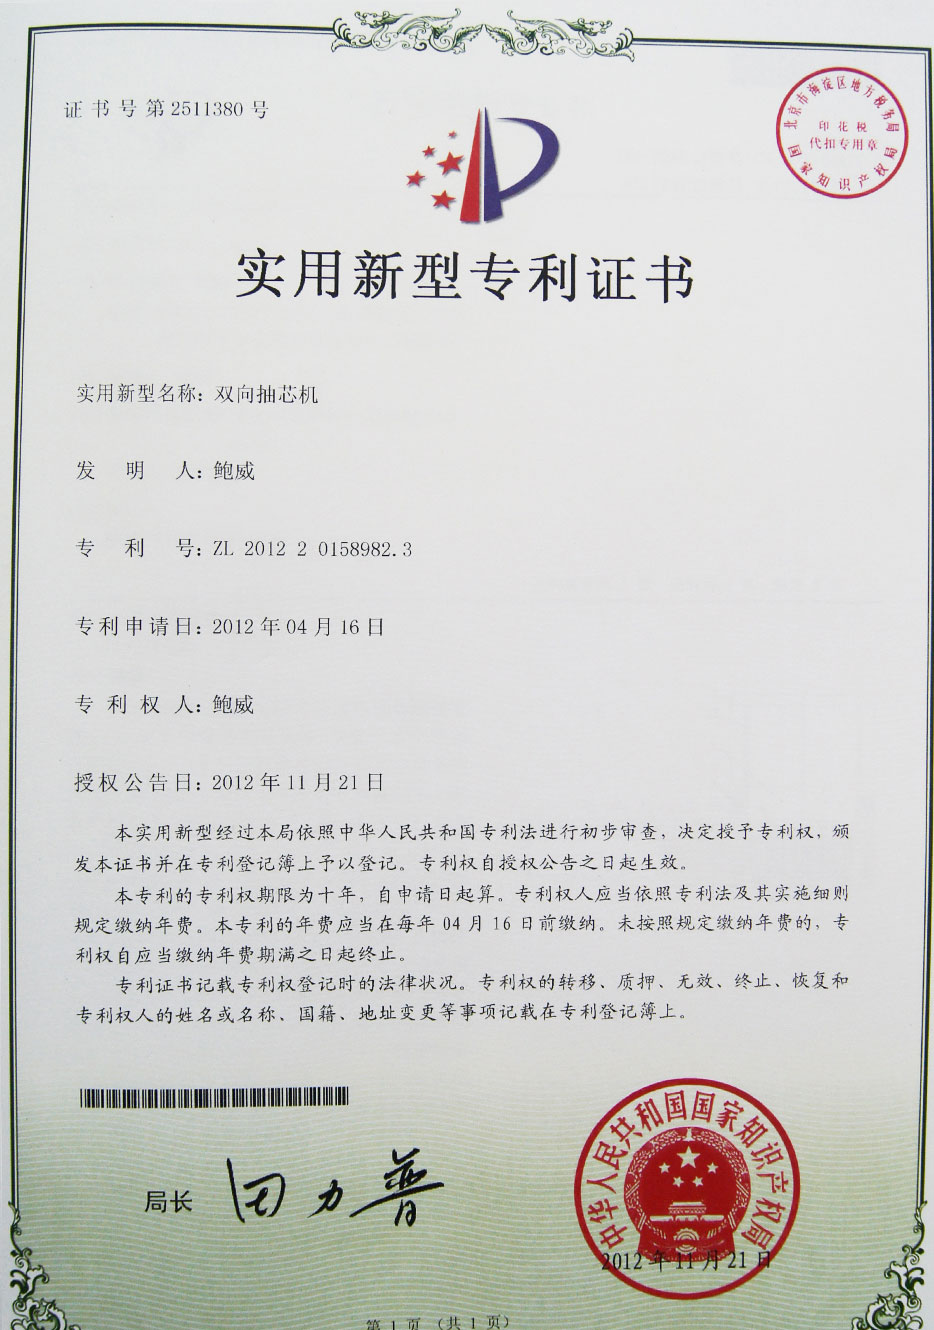 证书号第2511380号
北京市海淀区地方税务局
印花税
代扣专用章
国家知识产权局
实用新型专利证书
实用新型名称：双向抽芯机
发明人：鲍威
专利号：ZL 2012 2 0158982.3
专利申请日：2012年04月16日
专利权人：鲍威
授权公告日：2012年11月21日
本实用新型经过本局依照中华人民共和国专利法进行初步审查，决定授予专利权，颁
发本证书并在专利登记簿上予以登记。专利权自授权公告之日起生效。
本专利的专利权期限为十年，自申请日起算。专利权人应当依照专利法及其实施细则
规定缴纳年费。本专利的年费应当在每年04月16日前缴纳。未按照规定缴纳年费的，专
利权自应当缴纳年费期满之日起终止。
专利证书记载专利权登记时的法律状况。专利权的转移、质押、无效、终止、恢复和
专利权人的姓名或名称、国籍、地址变更等事项记载在专利登记簿上。
局长 田力普
中华人民共和国国家知识产权局
2012年11月21日
第1页（共1页）